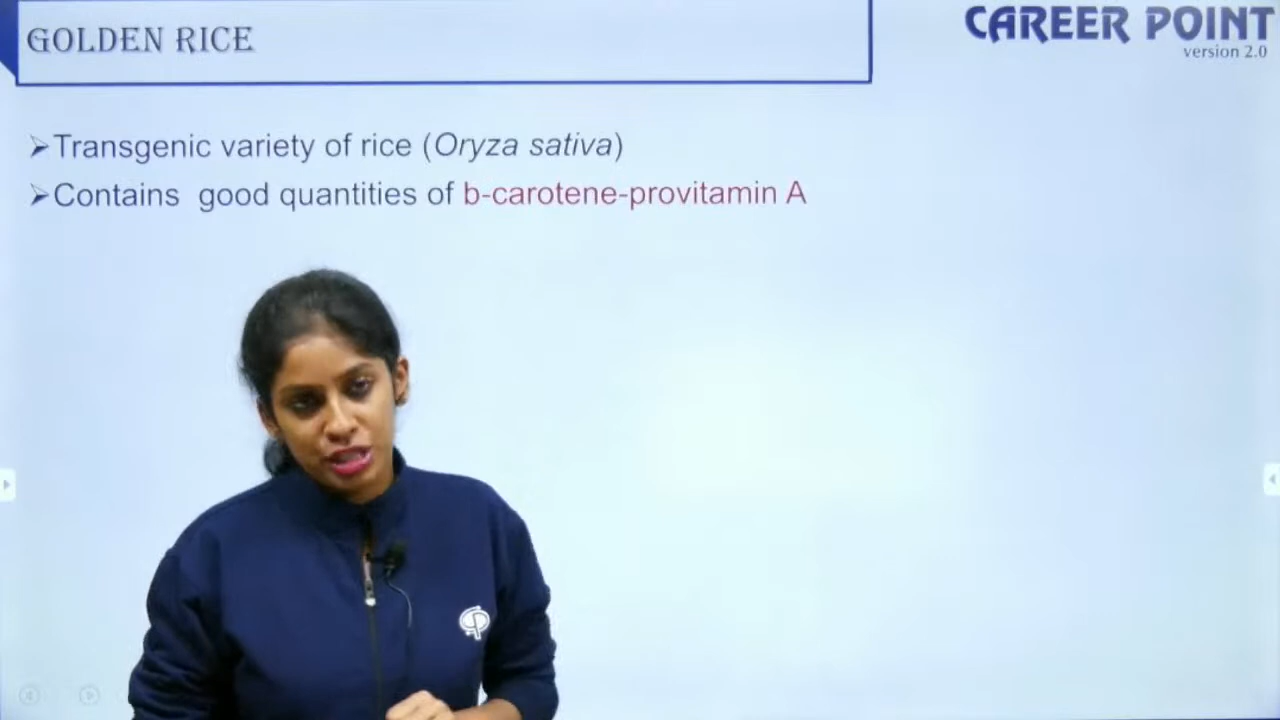 GOLDEN RICE
CAREER POINT
version 2.0
➢Transgenic variety of rice (Oryza sativa)
➢Contains good quantities of b-carotene-provitamin A